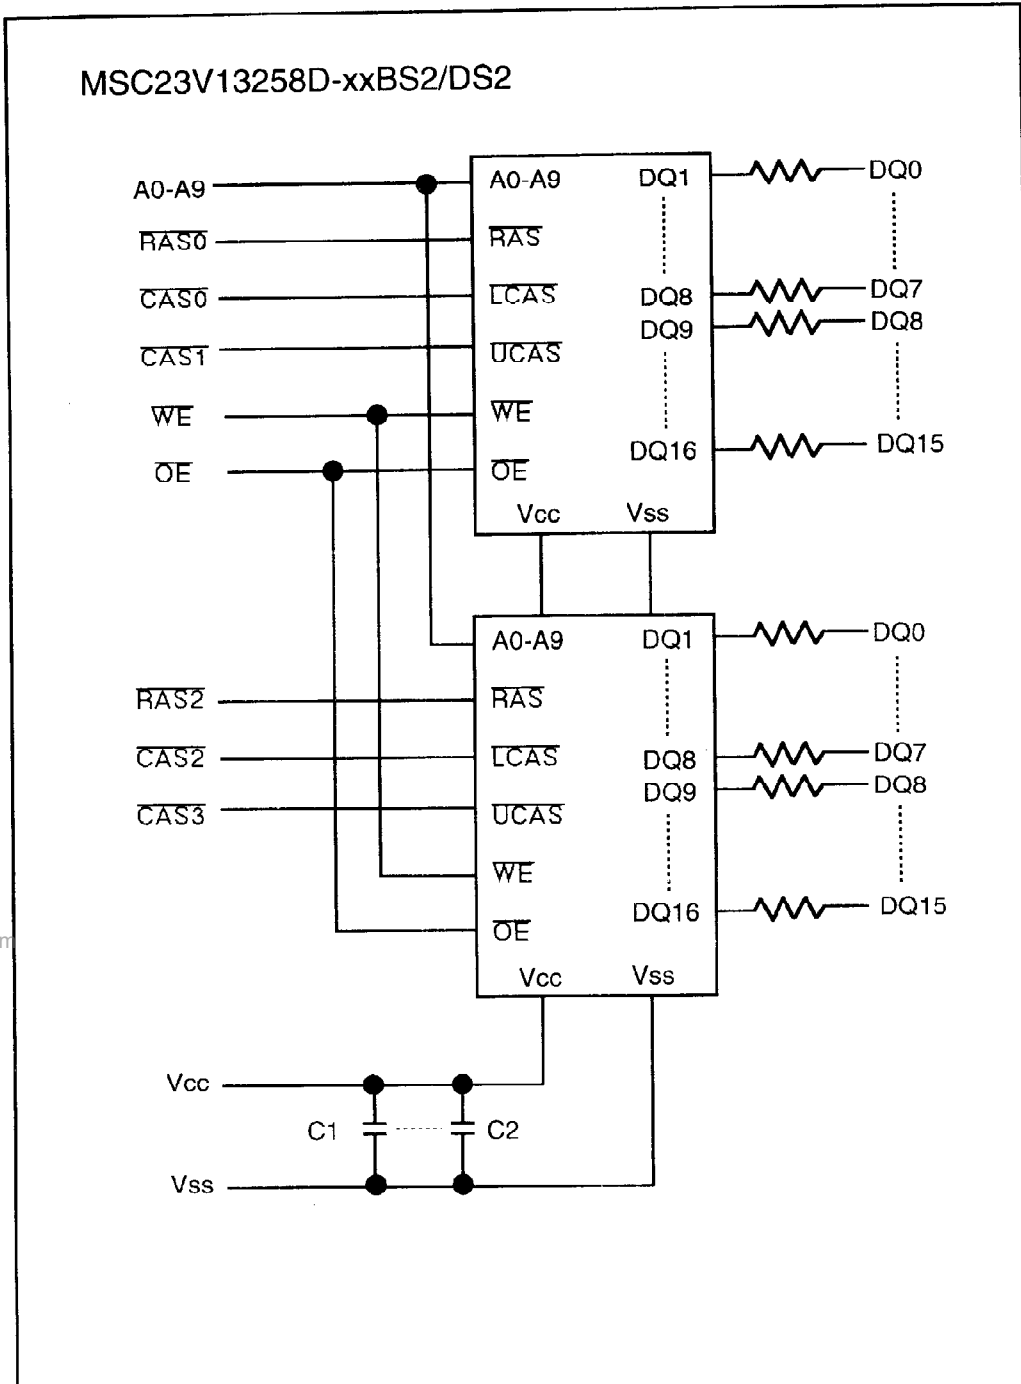 MSC23V13258D-xxBS2/DS2
A0-A9 A0-A9 DQ1 DQ0
RAS0 RAS
CAS0 LCAS DQ8 DQ7
DQ9 DQ8
CAS1 UCAS
WE WE
DQ16 DQ15
OE OE
Vcc Vss
A0-A9 DQ1 DQ0
RAS2 RAS
CAS2 LCAS DQ8 DQ7
DQ9 DQ8
CAS3 UCAS
WE
DQ16 DQ15
OE
m
Vcc Vss
Vcc
C1 C2
Vss